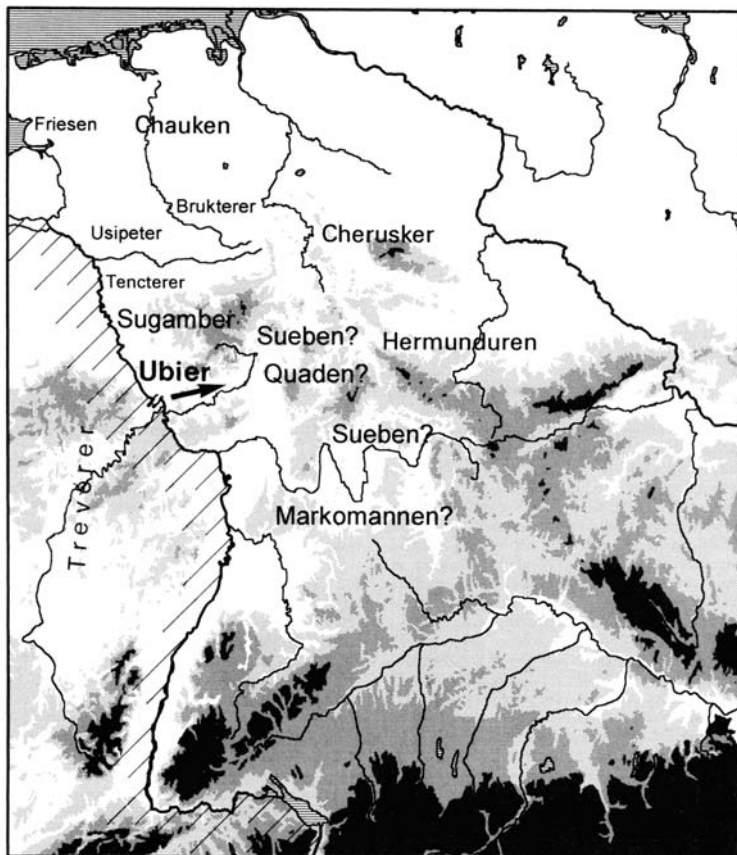 Friesen
Chauken
Brukterer
Usipeter
Cherusker
Tencterer
Sugamber
Sueben?
Hermunduren
Ubier
Quaden?
Sueben?
Treverer
Markomannen?